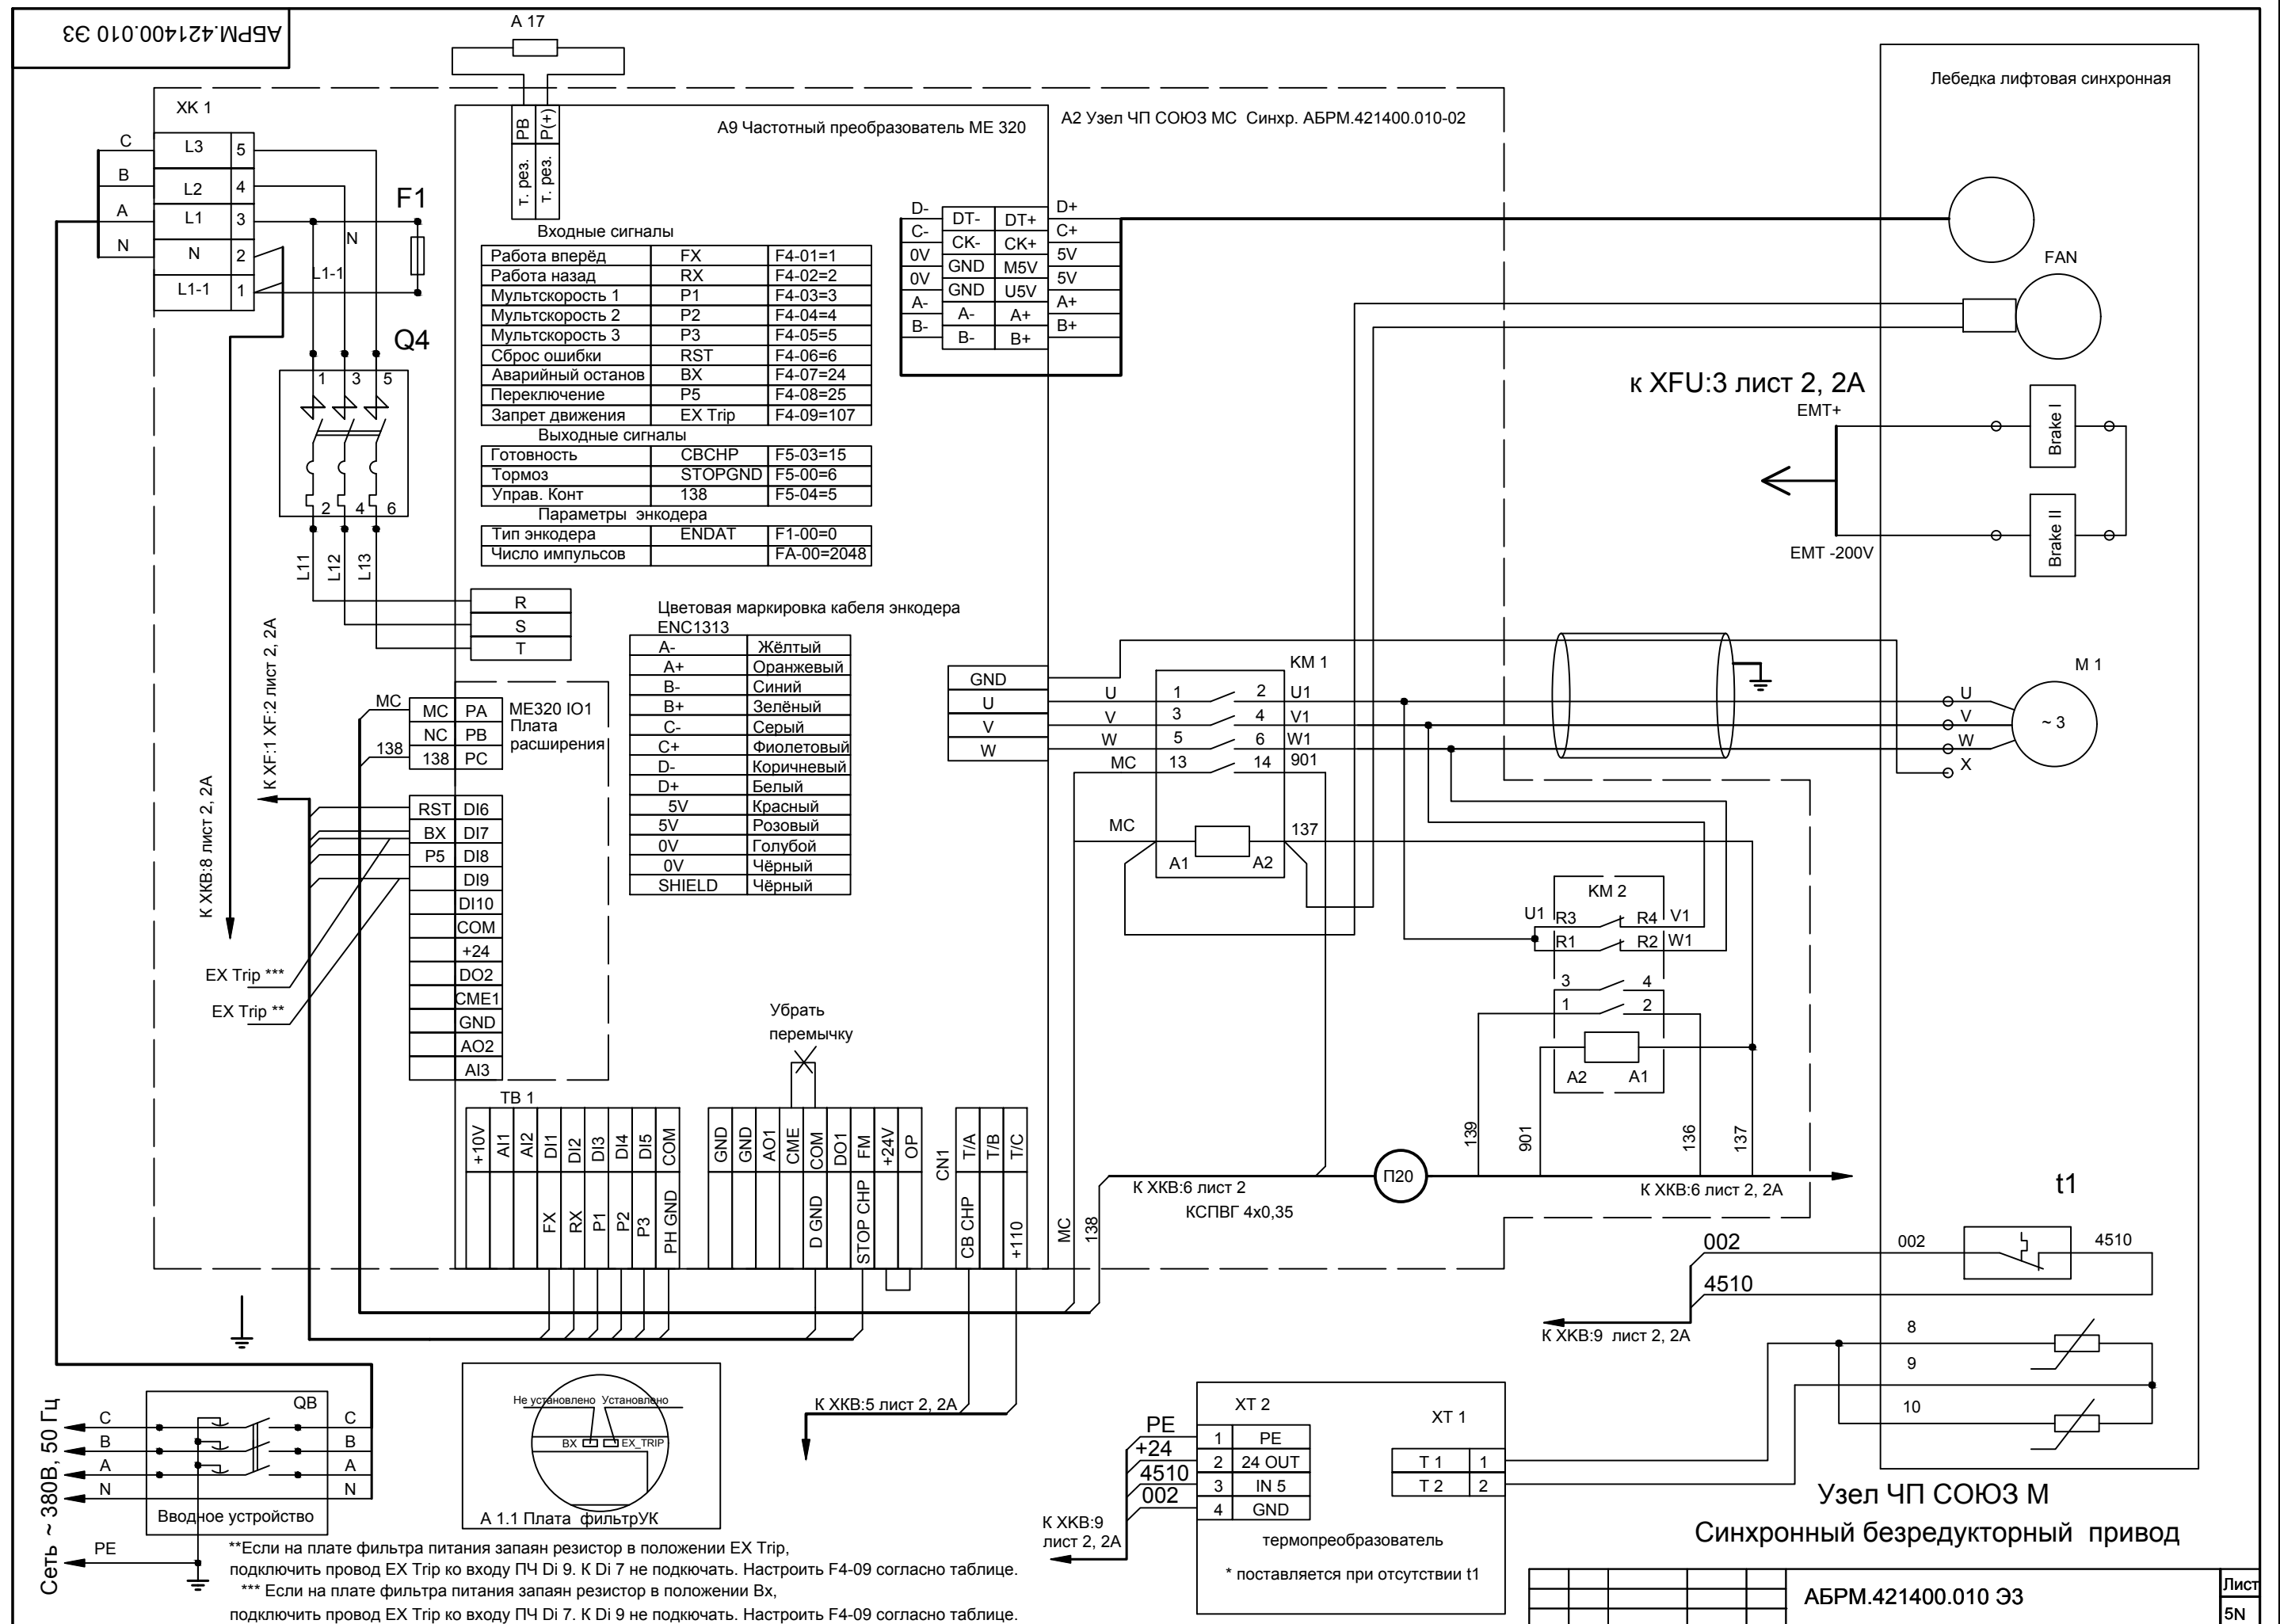 АБРМ.421400.010 Э3
A 17
Лебедка лифтовая синхронная
XK 1
PB
P(+)
т. рез.
т. рез.
A9 Частотный преобразователь ME 320
A2 Узел ЧП СОЮЗ МС Синхр. АБРМ.421400.010-02
C L3 5
B L2 4
A L1 3
N N 2
L1-1 1
F1
N
L1-1
Q4
1 3 5
2 4 6
L11
L12
L13
Входные сигналы
Работа вперёд FX F4-01=1
Работа назад RX F4-02=2
Мультскорость 1 P1 F4-03=3
Мультскорость 2 P2 F4-04=4
Мультскорость 3 P3 F4-05=5
Сброс ошибки RST F4-06=6
Аварийный останов BX F4-07=24
Переключение P5 F4-08=25
Запрет движения EX Trip F4-09=107
Выходные сигналы
Готовность CBCHP F5-03=15
Тормоз STOPGND F5-00=6
Управ. Конт 138 F5-04=5
Параметры энкодера
Тип энкодера ENDAT F1-00=0
Число импульсов FA-00=2048
D- DT- DT+ D+
C- CK- CK+ C+
0V GND M5V 5V
0V GND U5V 5V
A- A- A+ A+
B- B- B+ B+
FAN
к XFU:3 лист 2, 2А
EMT+
Brake I
Brake II
EMT -200V
R
S
T
Цветовая маркировка кабеля энкодера
ENC1313
A- Жёлтый
A+ Оранжевый
B- Синий
B+ Зелёный
C- Серый
C+ Фиолетовый
D- Коричневый
D+ Белый
5V Красный
5V Розовый
0V Голубой
0V Чёрный
SHIELD Чёрный
К XF:1 XF:2 лист 2, 2А
К ХКВ:8 лист 2, 2А
MC MC PA
NC PB
138 138 PC
ME320 IO1
Плата
расширения
RST DI6
BX DI7
P5 DI8
DI9
DI10
COM
+24
DO2
CME1
GND
AO2
AI3
EX Trip ***
EX Trip **
GND
U
V
W
KM 1
U 1 2 U1
V 3 4 V1
W 5 6 W1
MC 13 14 901
MC 137
A1 A2
M 1
~ 3
U
V
W
X
KM 2
U1 R3 R4 V1
R1 R2 W1
3 4
1 2
A2 A1
139
901
136
137
Убрать
перемычку
TB 1
+10V
AI1
AI2
DI1 FX
DI2 RX
DI3 P1
DI4 P2
DI5 P3
COM PH GND
GND
GND
AO1
CME
COM D GND
DO1
FM STOP CHP
+24V
OP
CN1
T/A CB CHP
T/B
T/C +110
MC
138
К ХКВ:6 лист 2
КСПВГ 4x0,35
П20
К ХКВ:6 лист 2, 2А
t1
002
4510
002
4510
К ХКВ:9 лист 2, 2А
8
9
10
К ХКВ:5 лист 2, 2А
Сеть ~ 380В, 50 Гц
QB
C C
B B
A A
N N
PE
Вводное устройство
Не установлено Установлено
BX
EX_TRIP
А 1.1 Плата фильтрУК
XT 2
XT 1
PE 1 PE
+24 2 24 OUT
4510 3 IN 5
002 4 GND
T 1 1
T 2 2
К ХКВ:9
лист 2, 2А
термопреобразователь
* поставляется при отсутствии t1
Узел ЧП СОЮЗ М
Синхронный безредукторный привод
**Если на плате фильтра питания запаян резистор в положении EX Trip,
подключить провод EX Trip ко входу ПЧ Di 9. К Di 7 не подкючать. Настроить F4-09 согласно таблице.
*** Если на плате фильтра питания запаян резистор в положении Bx,
подключить провод EX Trip ко входу ПЧ Di 7. К Di 9 не подкючать. Настроить F4-09 согласно таблице.
АБРМ.421400.010 Э3
Лист
5N